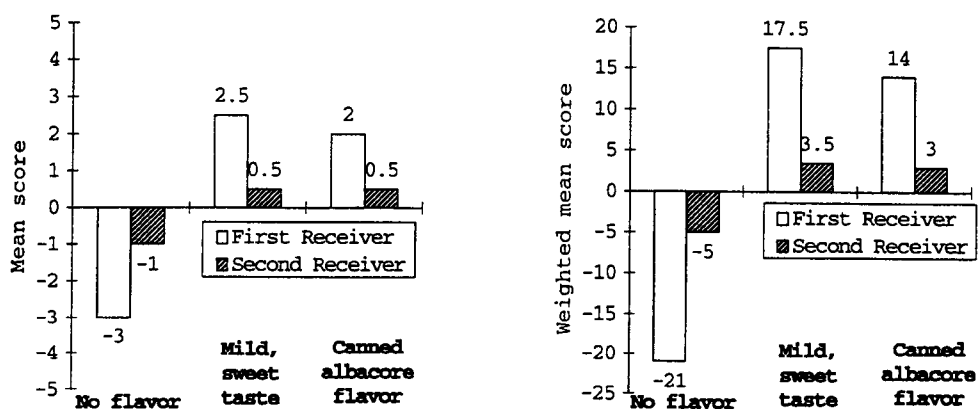 5
4
3
2
1
0
-1
-2
-3
-4
-5
Mean score
2.5
2
0.5
0.5
-1
-3
First Receiver
Second Receiver
No flavor
Mild,
sweet
taste
Canned
albacore
flavor
20
15
10
5
0
-5
-10
-15
-20
-25
Weighted mean score
17.5
14
3.5
3
-5
-21
First Receiver
Second Receiver
No flavor
Mild,
sweet
taste
Canned
albacore
flavor